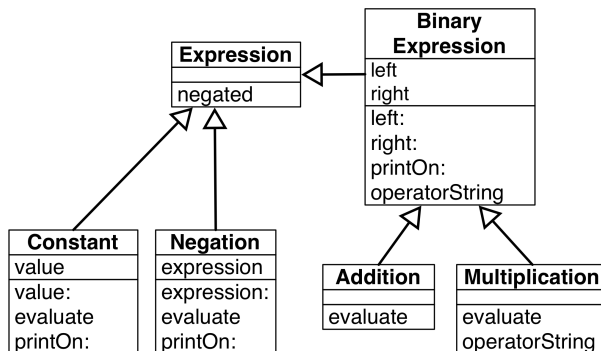 Expression
negated
Binary
Expression
left
right
left:
right:
printOn:
operatorString
Constant
value
value:
evaluate
printOn:
Negation
expression
expression:
evaluate
printOn:
Addition
evaluate
Multiplication
evaluate
operatorString